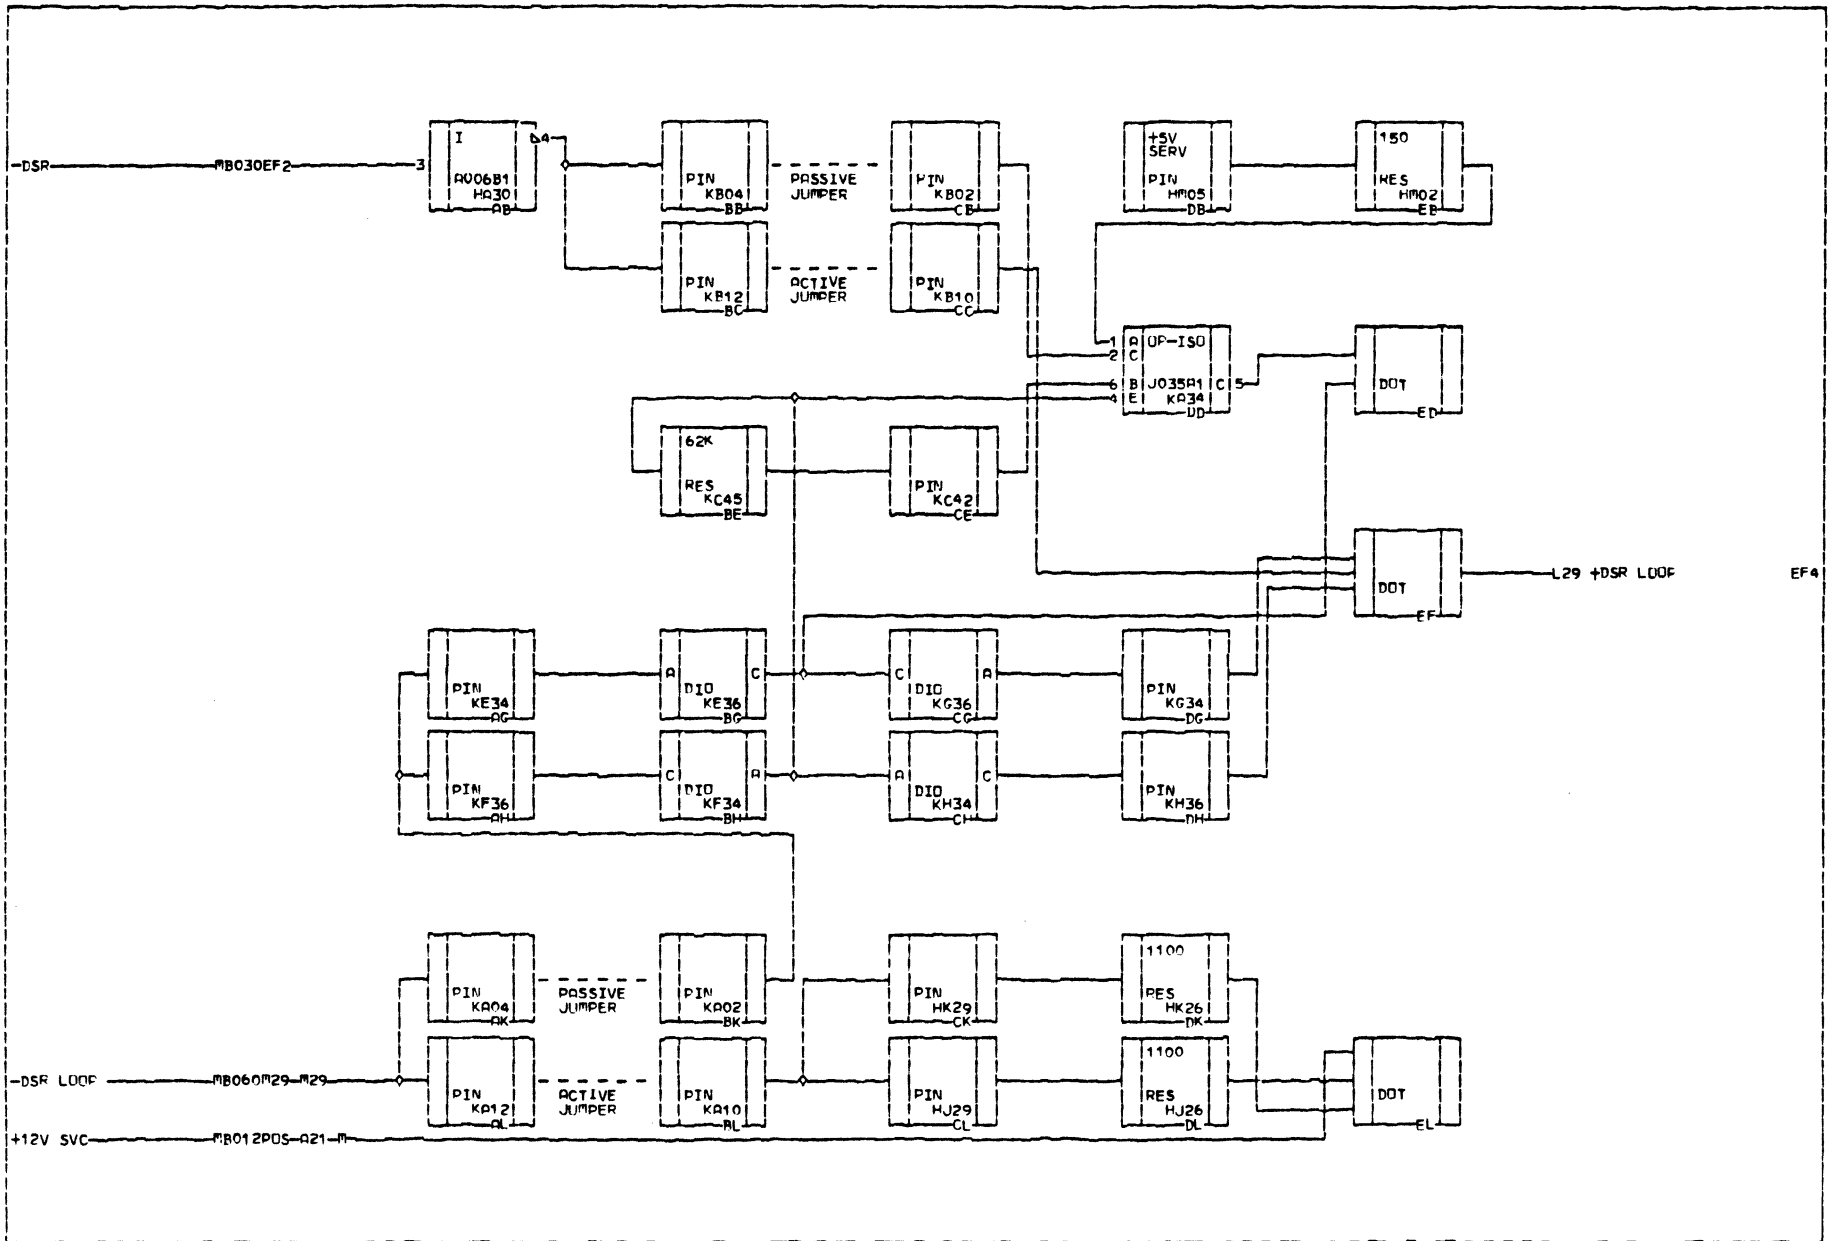 I 4
-DSR MB030EF2 3
A006B1
HA30
AB
PIN
KB04
BB
PASSIVE
JUMPER
PIN
KB02
CB
+5V
SERV
PIN
HM05
DB
150
RES
HM02
EB
PIN
KB12
BC
ACTIVE
JUMPER
PIN
KB10
CC
1 A OP-ISO
2 C
6 B J035A1 C 5
4 E KA34
DD
DOT
ED
62K
RES
KC45
BE
PIN
KC42
CE
DOT
EF
L29 +DSR LOOP EF4
PIN
KE34
AG
A DIO C
KE36
BG
C DIO A
KG36
CG
PIN
KG34
DG
PIN
KF36
AH
C DIO A
KF34
BH
A DIO C
KH34
CH
PIN
KH36
DH
PIN
KA04
AK
PASSIVE
JUMPER
PIN
KA02
BK
PIN
HK29
CK
1100
RES
HK26
DK
-DSR LOOP MB060M29-M29
PIN
KA12
AL
ACTIVE
JUMPER
PIN
KA10
BL
PIN
HJ29
CL
1100
RES
HJ26
DL
DOT
EL
+12V SVC MB012POS-A21-M